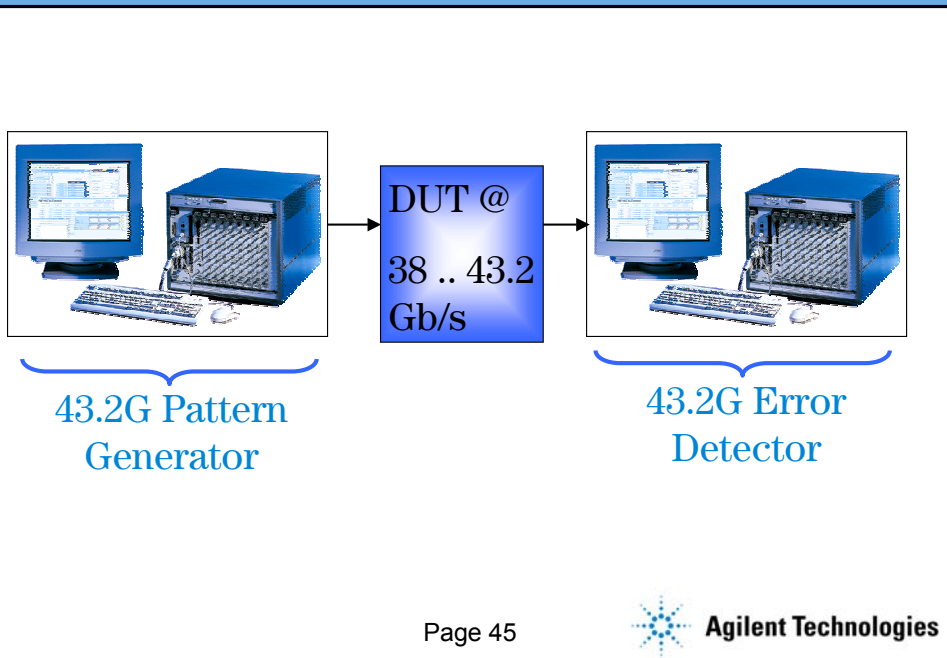 DUT @
38 .. 43.2
Gb/s
43.2G Pattern
Generator
43.2G Error
Detector
Page 45
Agilent Technologies